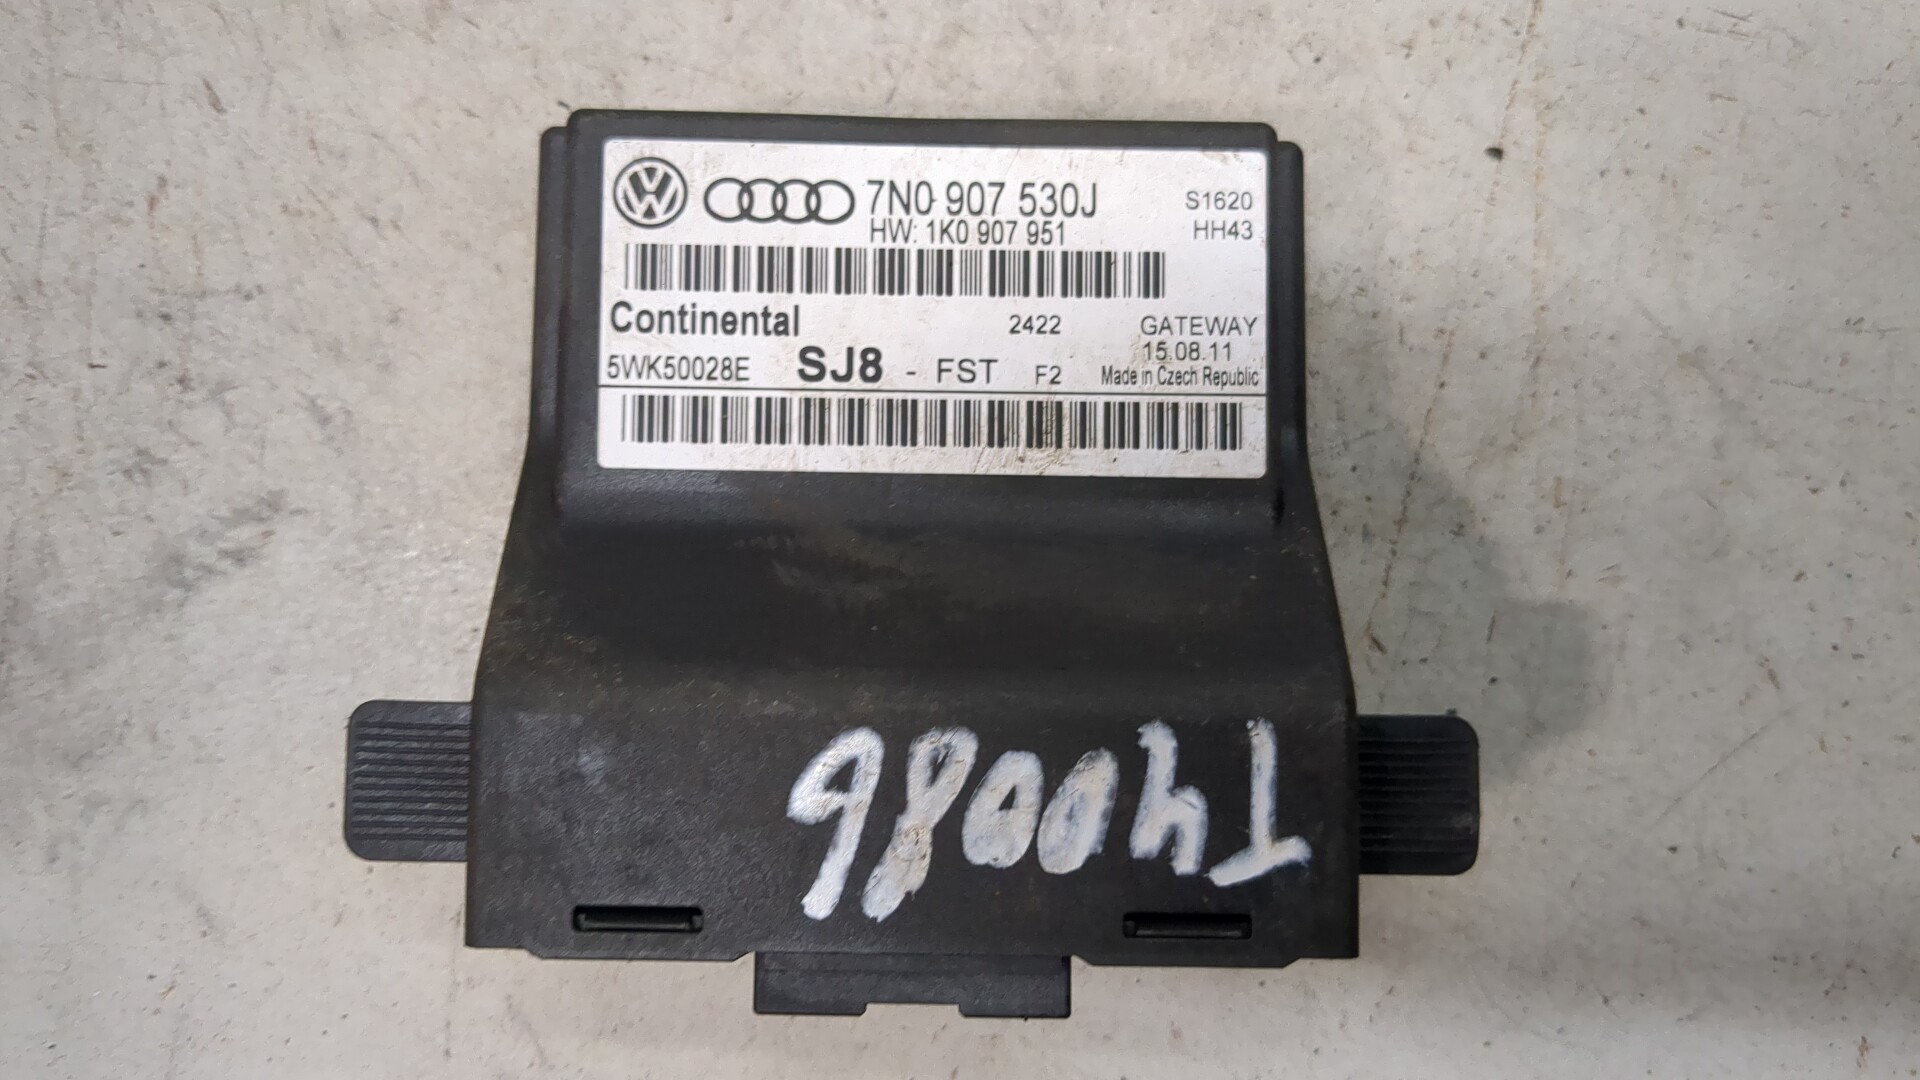 7N0 907 530J
S1620
HW: 1K0 907 951
HH43
Continental
2422
GATEWAY
15.08.11
5WK50028E SJ8 - FST F2
Made in Czech Republic
T40086